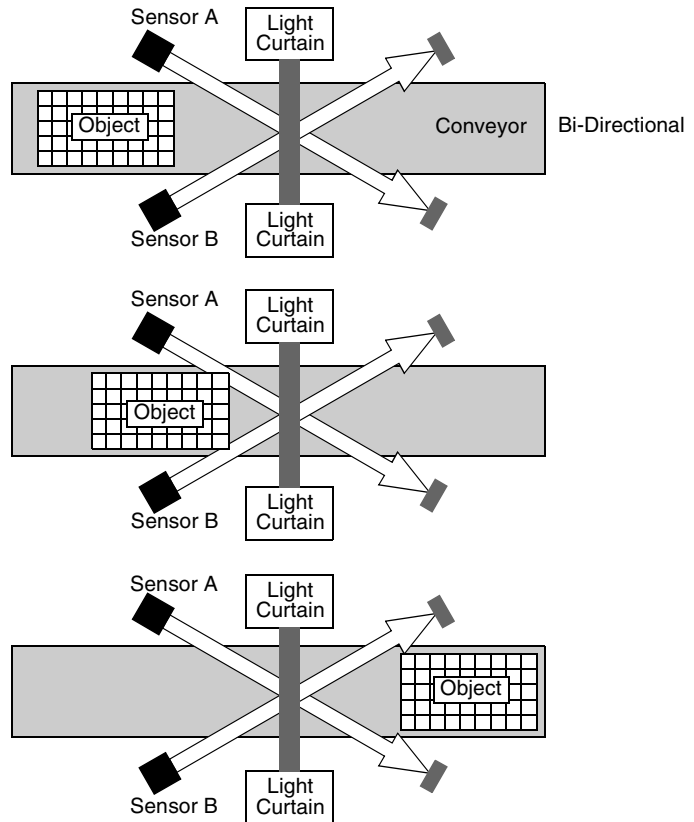 Sensor A
Light
Curtain
Object
Conveyor
Bi-Directional
Light
Curtain
Sensor B
Sensor A
Light
Curtain
Object
Light
Curtain
Sensor B
Sensor A
Light
Curtain
Object
Light
Curtain
Sensor B